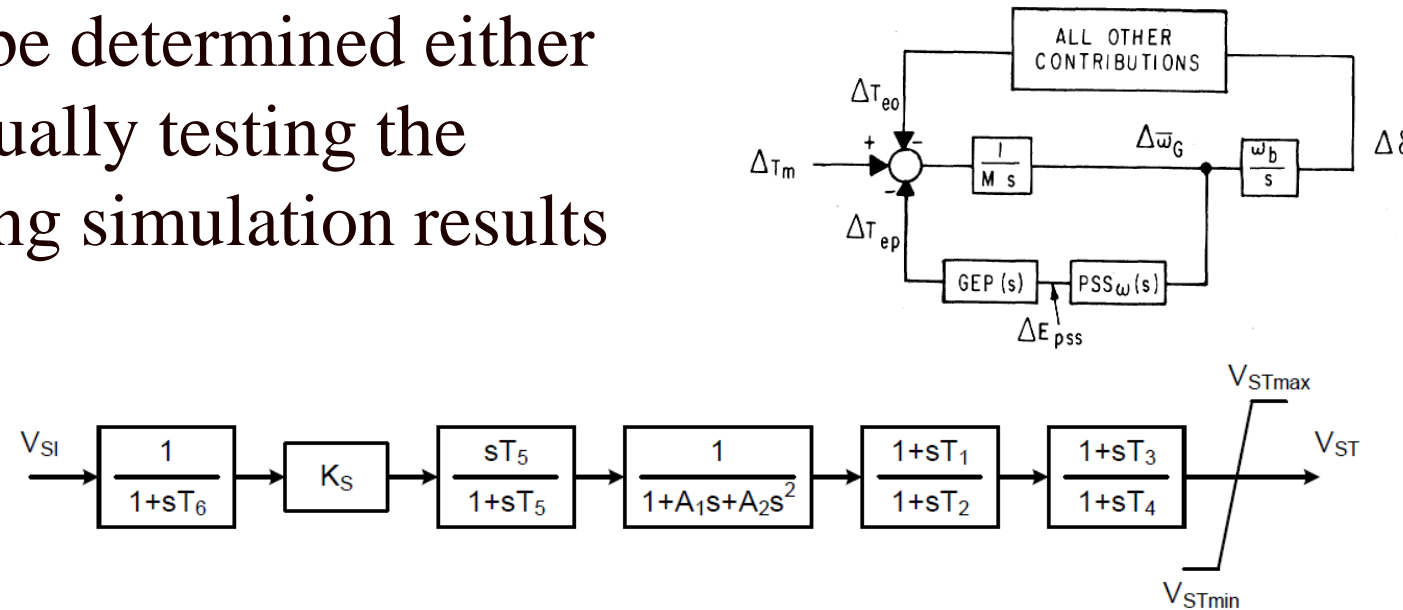 be determined either
ually testing the
ng simulation results
ALL OTHER
CONTRIBUTIONS
ΔT_eo
+
-
Δω̅_G
ΔT_m
1
M s
ω_b
s
Δδ
-
ΔT_ep
GEP (s)
PSS_ω (s)
ΔE_pss
V_SI
1
1+sT_6
K_S
sT_5
1+sT_5
1
1+A_1s+A_2s^2
1+sT_1
1+sT_2
1+sT_3
1+sT_4
V_STmax
V_ST
V_STmin